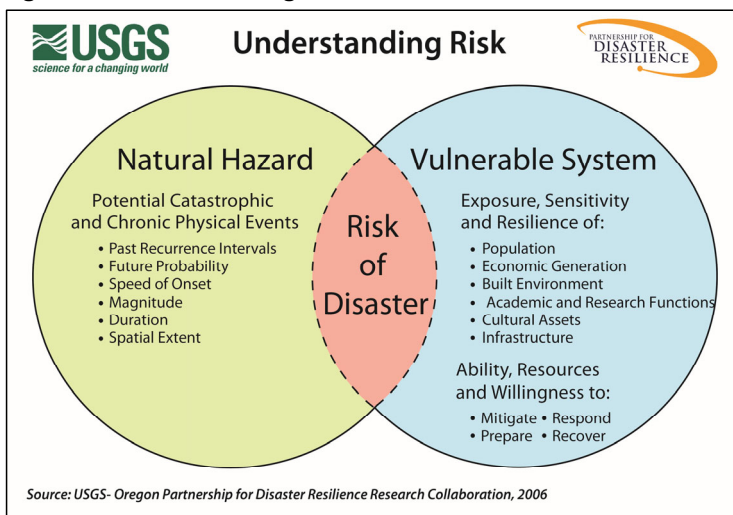 USGS
science for a changing world
Understanding Risk
PARTNERSHIP FOR
DISASTER
RESILIENCE
Natural Hazard
Potential Catastrophic
and Chronic Physical Events
• Past Recurrence Intervals
• Future Probability
• Speed of Onset
• Magnitude
• Duration
• Spatial Extent
Risk
of
Disaster
Vulnerable System
Exposure, Sensitivity
and Resilience of:
• Population
• Economic Generation
• Built Environment
• Academic and Research Functions
• Cultural Assets
• Infrastructure
Ability, Resources
and Willingness to:
• Mitigate • Respond
• Prepare • Recover
Source: USGS- Oregon Partnership for Disaster Resilience Research Collaboration, 2006